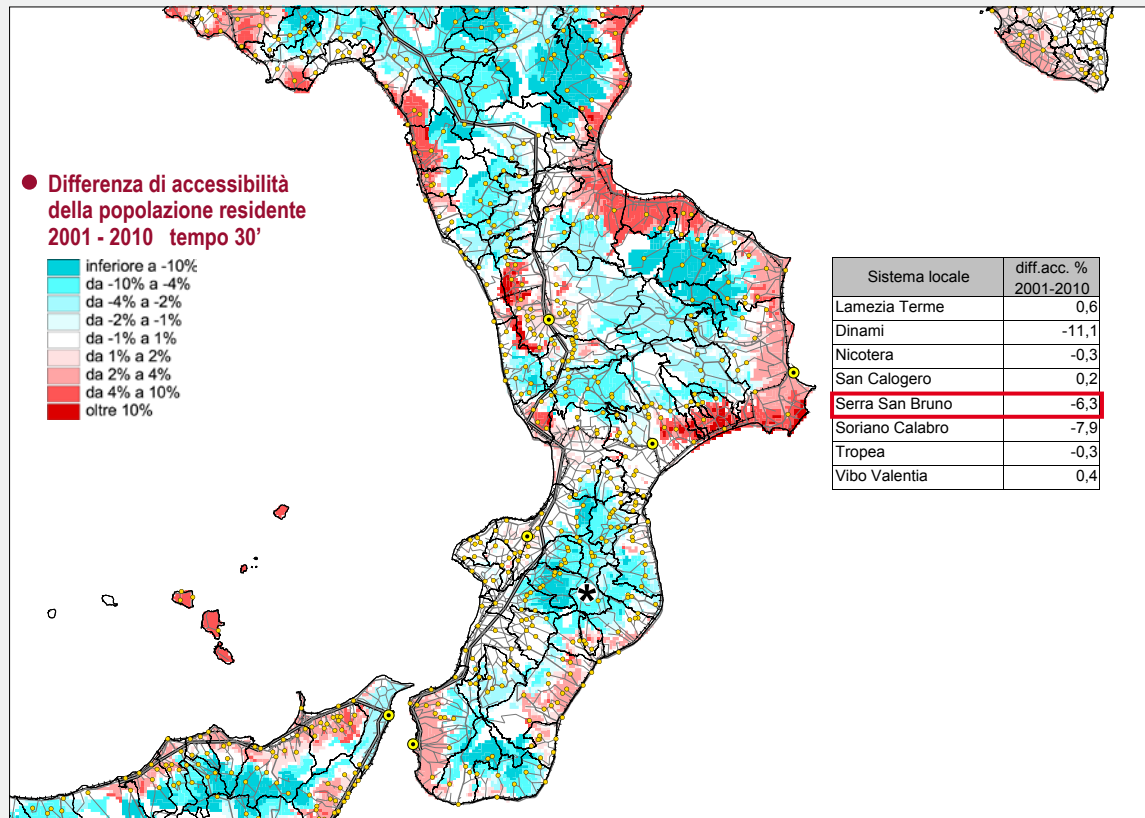 Differenza di accessibilità
della popolazione residente
2001 - 2010 tempo 30’
inferiore a -10%
da -10% a -4%
da -4% a -2%
da -2% a -1%
da -1% a 1%
da 1% a 2%
da 2% a 4%
da 4% a 10%
oltre 10%
Sistema locale diff.acc. % 2001-2010
Lamezia Terme 0,6
Dinami -11,1
Nicotera -0,3
San Calogero 0,2
Serra San Bruno -6,3
Soriano Calabro -7,9
Tropea -0,3
Vibo Valentia 0,4
*